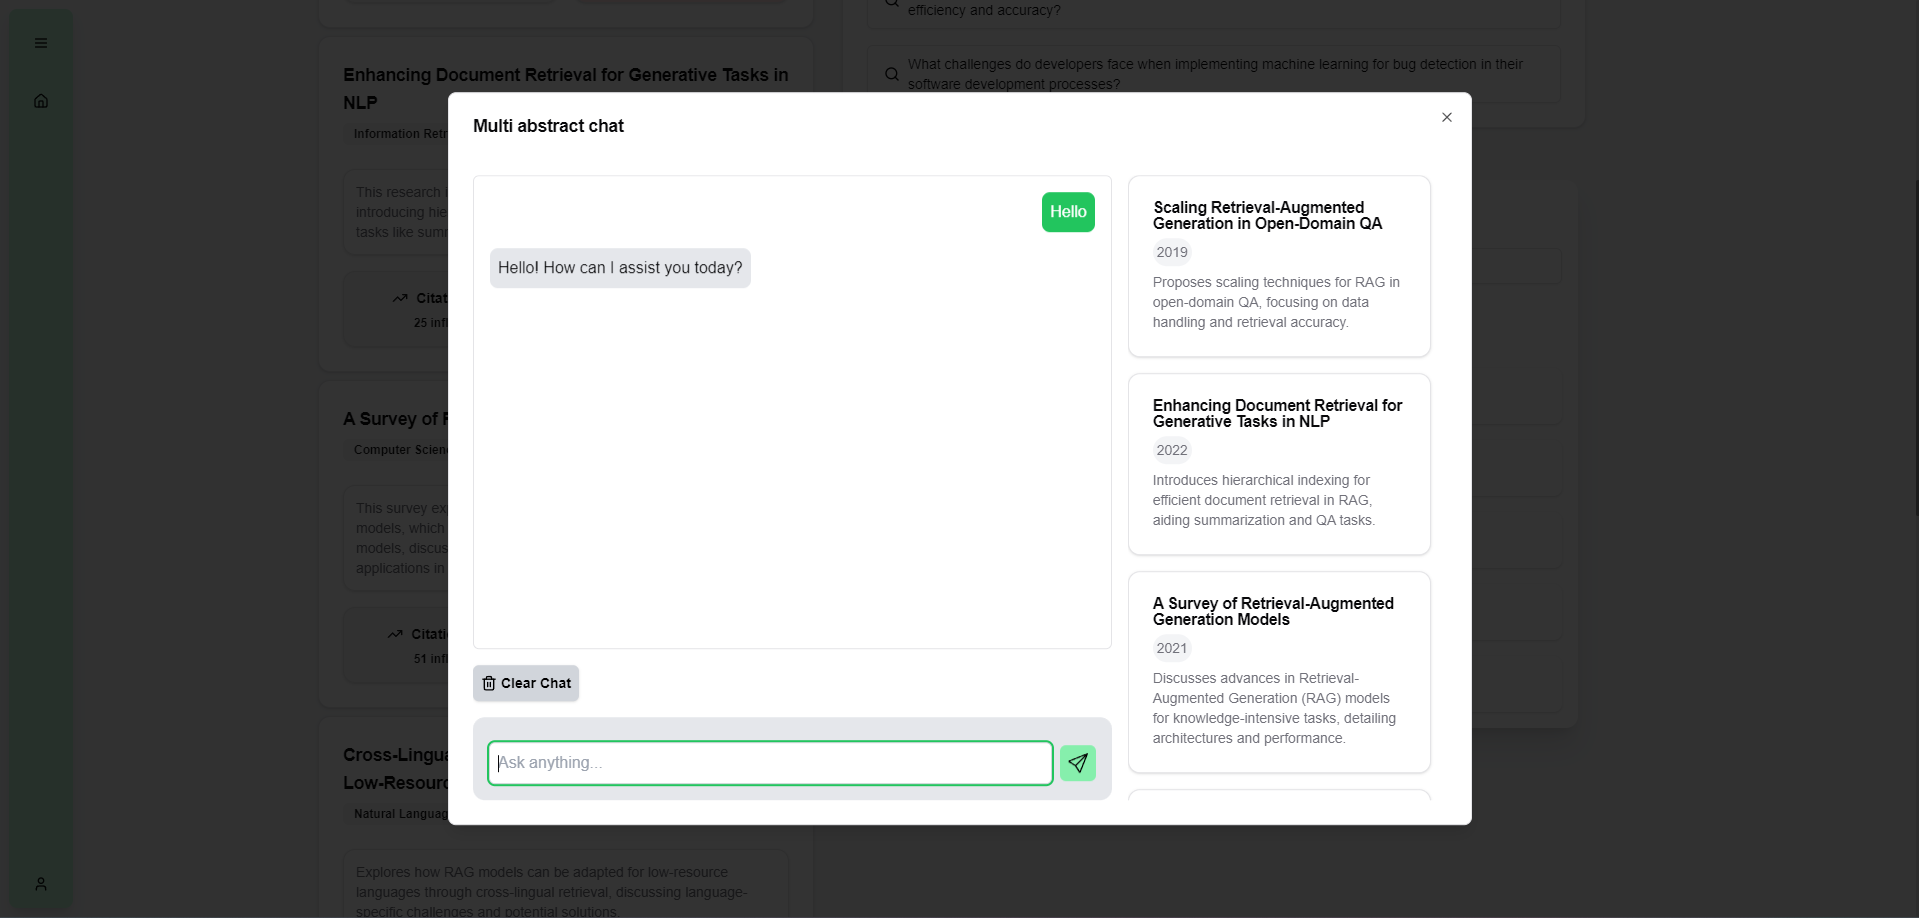 efficiency and accuracy?
What challenges do developers face when implementing machine learning for bug detection in their
software development processes?
Enhancing Document Retrieval for Generative Tasks in
NLP
Information Retr
This research i
introducing hie
tasks like sum
Citat
25 infl
A Survey of
Computer Scien
This survey ex
models, which
models, discus
applications in
Citati
51 infl
Cross-Lingua
Low-Resourc
Natural Languag
Explores how RAG models can be adapted for low-resource
languages through cross-lingual retrieval, discussing language-
specific challenges and potential solutions.
Multi abstract chat
Hello
Hello! How can I assist you today?
Clear Chat
Ask anything...
Scaling Retrieval-Augmented
Generation in Open-Domain QA
2019
Proposes scaling techniques for RAG in
open-domain QA, focusing on data
handling and retrieval accuracy.
Enhancing Document Retrieval for
Generative Tasks in NLP
2022
Introduces hierarchical indexing for
efficient document retrieval in RAG,
aiding summarization and QA tasks.
A Survey of Retrieval-Augmented
Generation Models
2021
Discusses advances in Retrieval-
Augmented Generation (RAG) models
for knowledge-intensive tasks, detailing
architectures and performance.